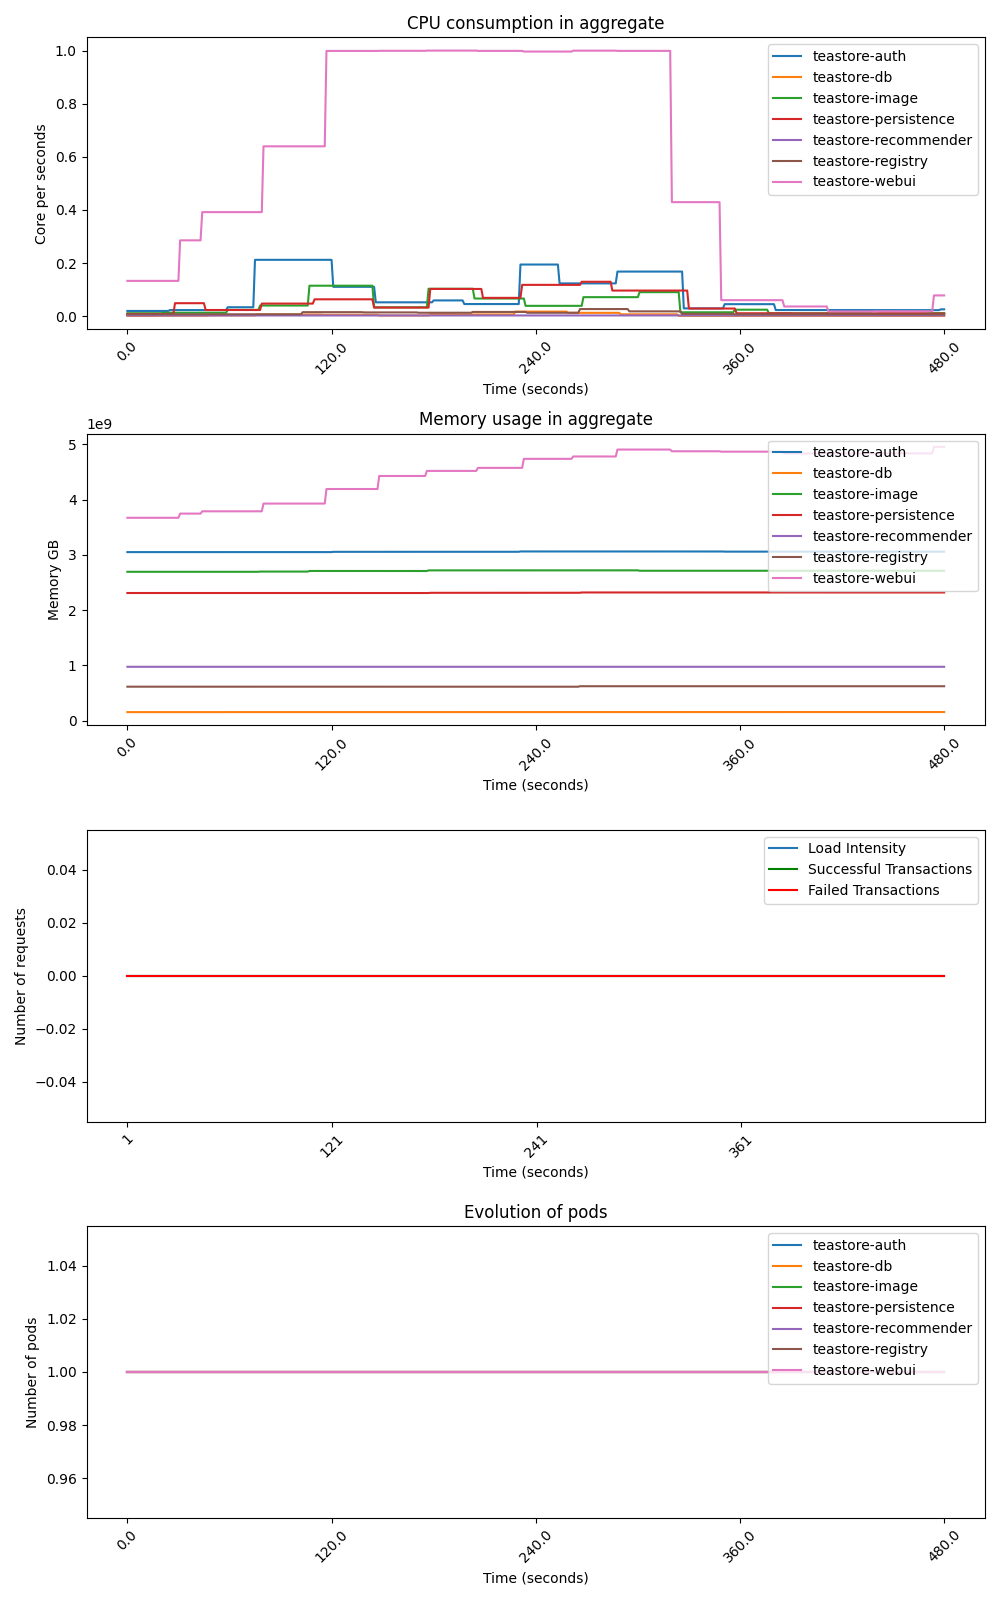 CPU consumption in aggregate
1.0
0.8
0.6
0.4
0.2
0.0
Core per seconds
teastore-auth
teastore-db
teastore-image
teastore-persistence
teastore-recommender
teastore-registry
teastore-webui
0.0 120.0 240.0 360.0 480.0
Time (seconds)
Memory usage in aggregate
1e9
5
4
3
2
1
0
Memory GB
teastore-auth
teastore-db
teastore-image
teastore-persistence
teastore-recommender
teastore-registry
teastore-webui
0.0 120.0 240.0 360.0 480.0
Time (seconds)
0.04
0.02
0.00
−0.02
−0.04
Number of requests
Load Intensity
Successful Transactions
Failed Transactions
1 121 241 361
Time (seconds)
Evolution of pods
1.04
1.02
1.00
0.98
0.96
Number of pods
teastore-auth
teastore-db
teastore-image
teastore-persistence
teastore-recommender
teastore-registry
teastore-webui
0.0 120.0 240.0 360.0 480.0
Time (seconds)